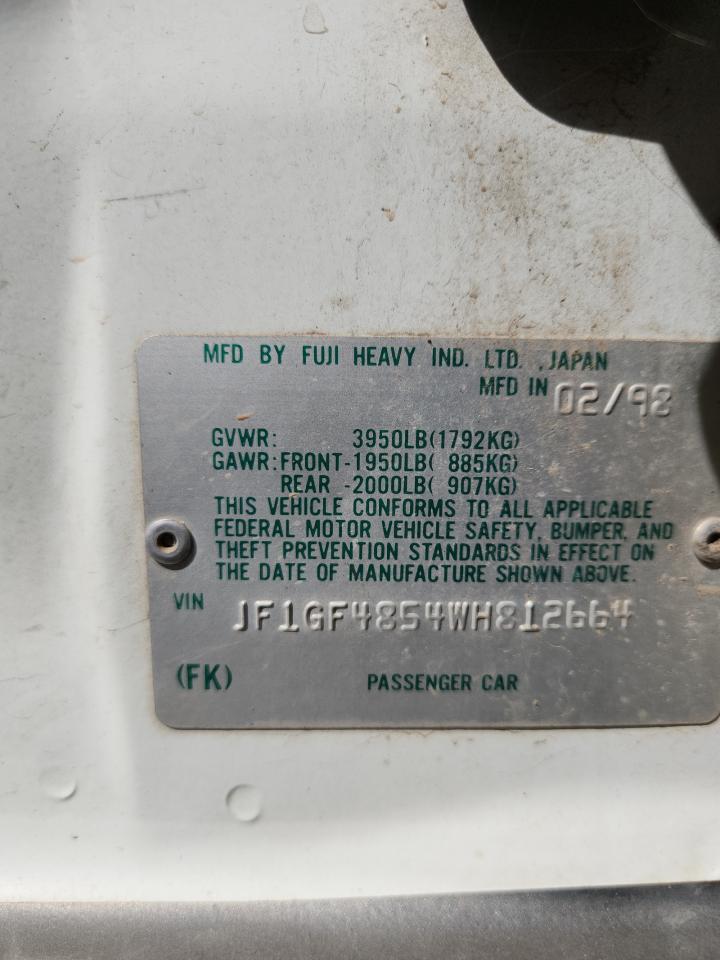 MFD BY FUJI HEAVY IND. LTD. ,JAPAN
MFD IN 02/98
GVWR: 3950LB(1792KG)
GAWR:FRONT-1950LB( 885KG)
REAR -2000LB( 907KG)
THIS VEHICLE CONFORMS TO ALL APPLICABLE
FEDERAL MOTOR VEHICLE SAFETY, BUMPER, AND
THEFT PREVENTION STANDARDS IN EFFECT ON
THE DATE OF MANUFACTURE SHOWN ABOVE.
VIN JF1GF4854WH812664
(FK) PASSENGER CAR